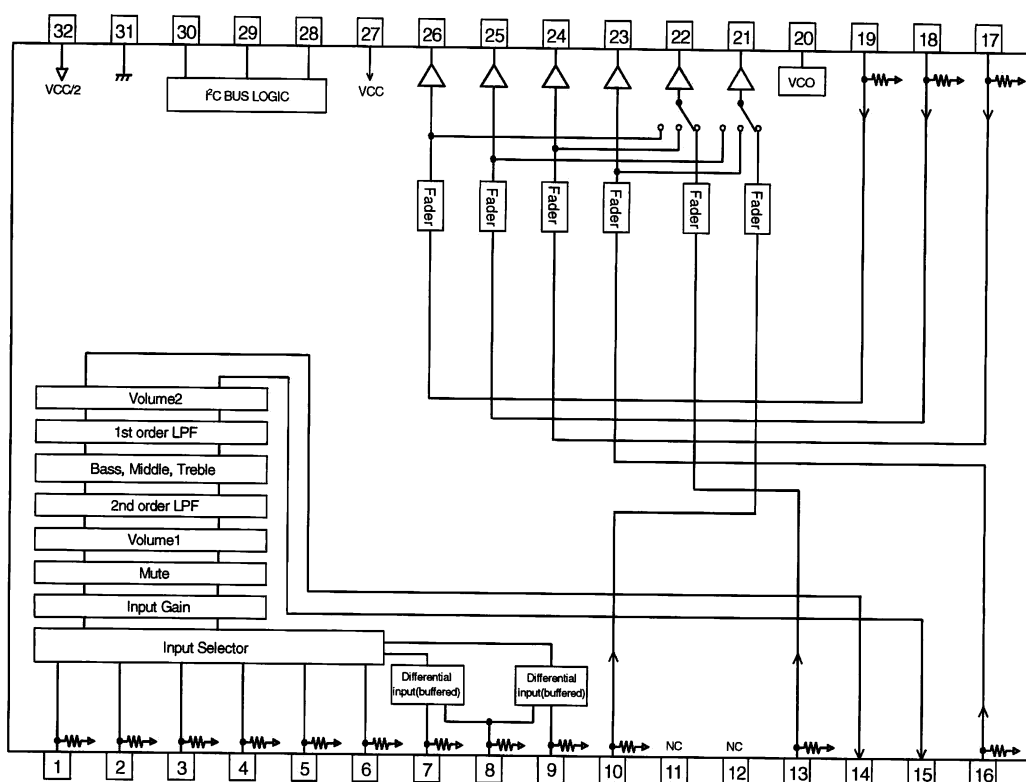 32 31 30 29 28 27 26 25 24 23 22 21 20 19 18 17
VCC/2
I²C BUS LOGIC
VCC
VCO
Fader Fader Fader Fader Fader Fader
Volume2
1st order LPF
Bass, Middle, Treble
2nd order LPF
Volume1
Mute
Input Gain
Input Selector
Differential
input(buffered)
Differential
input(buffered)
NC NC
1 2 3 4 5 6 7 8 9 10 11 12 13 14 15 16